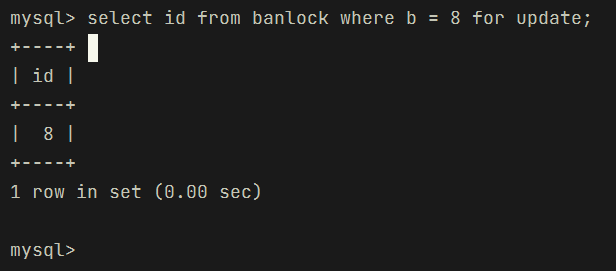 mysql> select id from banlock where b = 8 for update;
+----+
| id |
+----+
|  8 |
+----+
1 row in set (0.00 sec)
mysql>